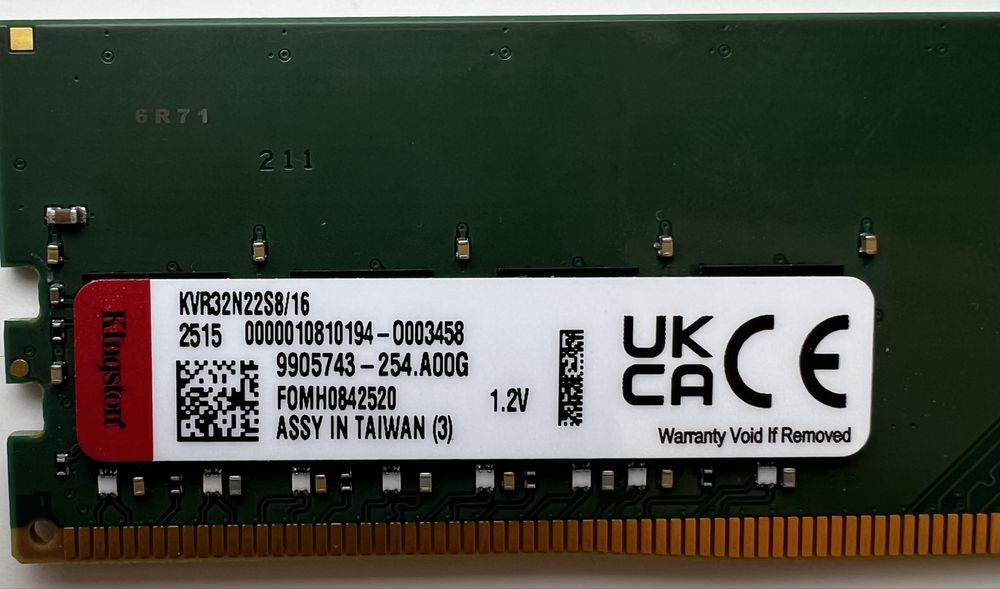 6R71
211
Kingston
KVR32N22S8/16
2515 0000010810194-0003458
9905743-254.A00G
F0MH0842520 1.2V
ASSY IN TAIWAN (3)
UK
CA CE
Warranty Void If Removed